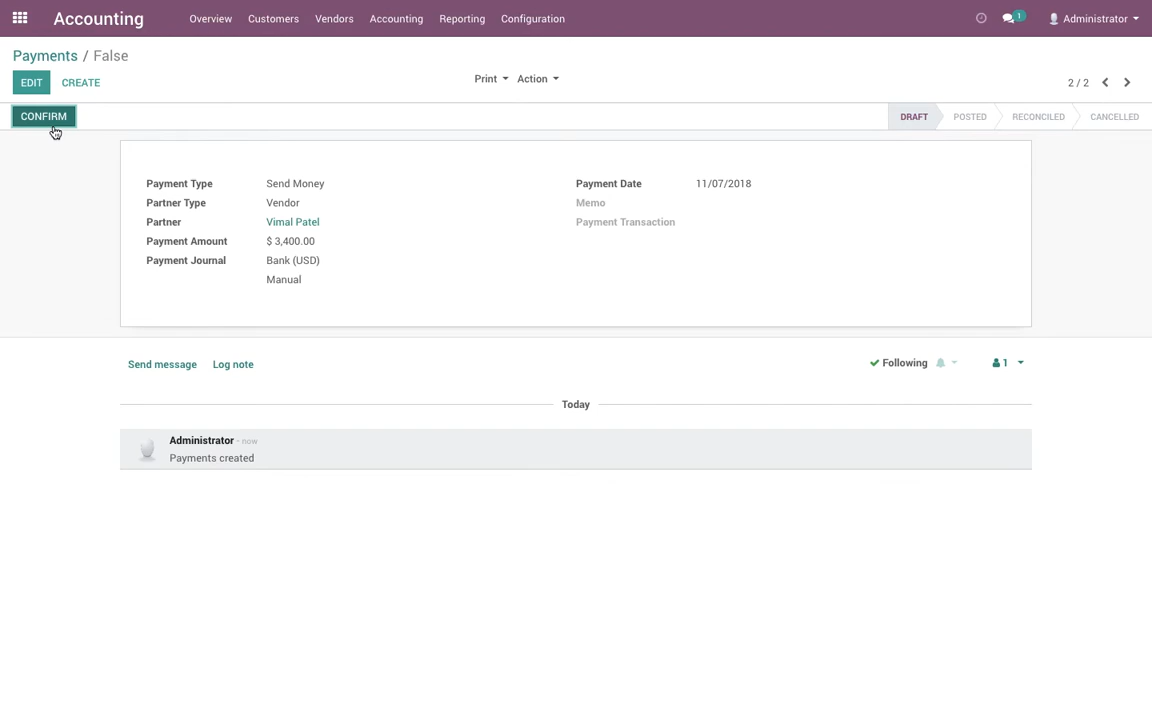 Accounting Overview Customers Vendors Accounting Reporting Configuration 1 Administrator
Payments / False
EDIT CREATE Print Action 2 / 2
CONFIRM DRAFT POSTED RECONCILED CANCELLED
Payment Type Send Money Payment Date 11/07/2018
Partner Type Vendor Memo
Partner Vimal Patel Payment Transaction
Payment Amount $ 3,400.00
Payment Journal Bank (USD)
Manual
Send message Log note Following 1
Today
Administrator - now
Payments created